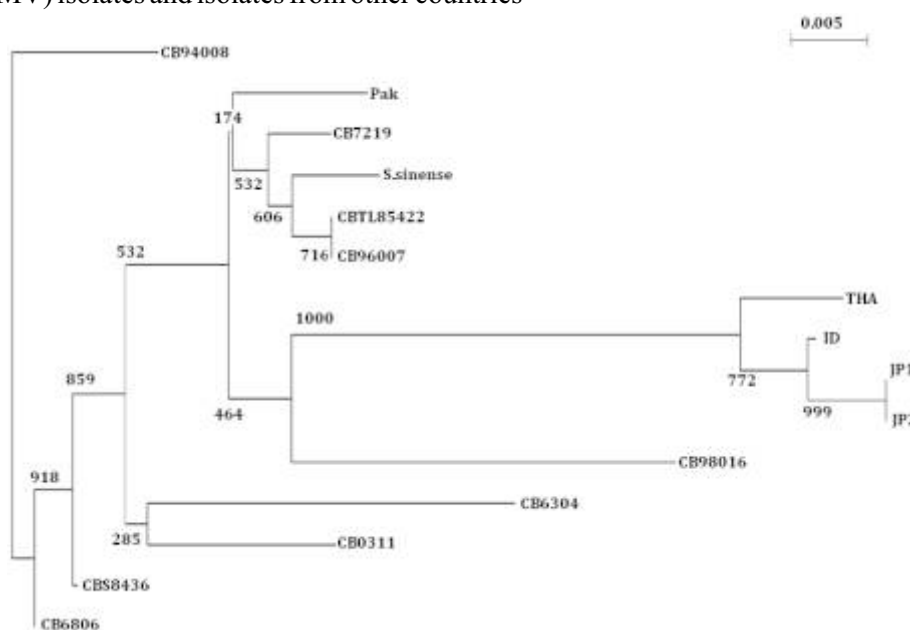 MV) isolates and isolates from other countries
0.005
CB94008
Pak
174
CB7219
532
S.sinense
606
CBTL85422
716
CB96007
532
THA
1000
ID
JP1
772
859
464
999
CB98016
918
CB6304
285
CB0311
CBS8436
CB6806